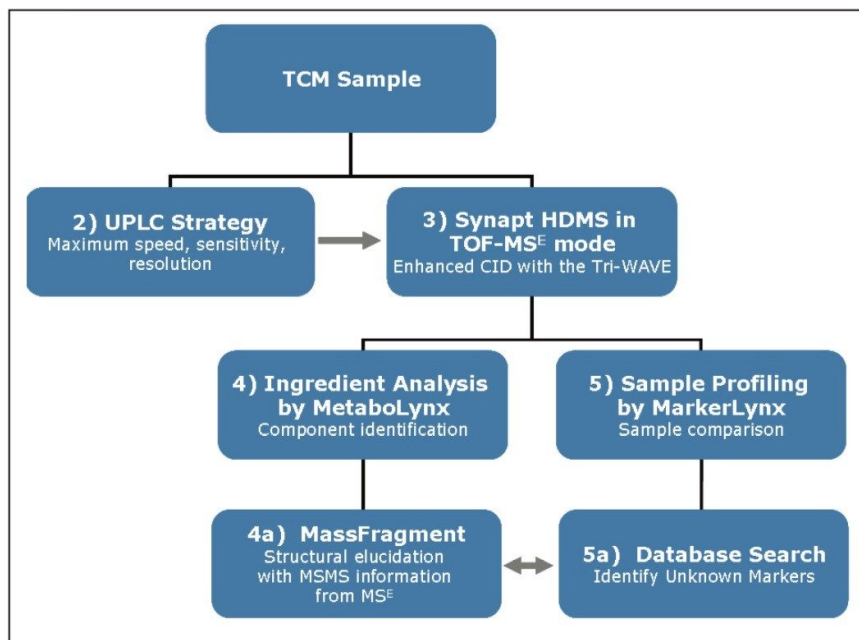 TCM Sample
2) UPLC Strategy
Maximum speed, sensitivity,
resolution
3) Synapt HDMS in
TOF-MSᴱ mode
Enhanced CID with the Tri-WAVE
4) Ingredient Analysis
by MetaboLynx
Component identification
5) Sample Profiling
by MarkerLynx
Sample comparison
4a) MassFragment
Structural elucidation
with MSMS information
from MSᴱ
5a) Database Search
Identify Unknown Markers